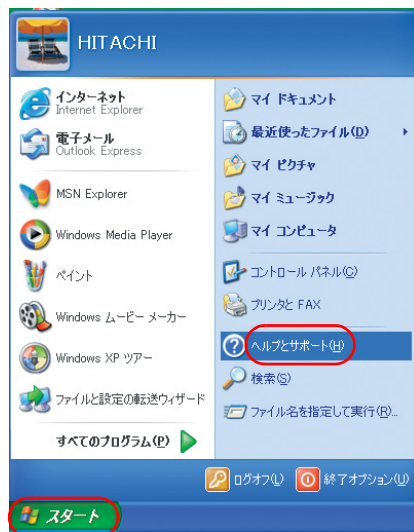 HITACHI
インターネット
Internet Explorer
電子メール
Outlook Express
MSN Explorer
Windows Media Player
ペイント
Windows ムービー メーカー
Windows XP ツアー
ファイルと設定の転送ウィザード
すべてのプログラム(P)
マイ ドキュメント
最近使ったファイル(D)
マイ ピクチャ
マイ ミュージック
マイ コンピュータ
コントロール パネル(C)
プリンタと FAX
ヘルプとサポート(H)
検索(S)
ファイル名を指定して実行(R)...
ログオフ(L)
終了オプション(U)
スタート